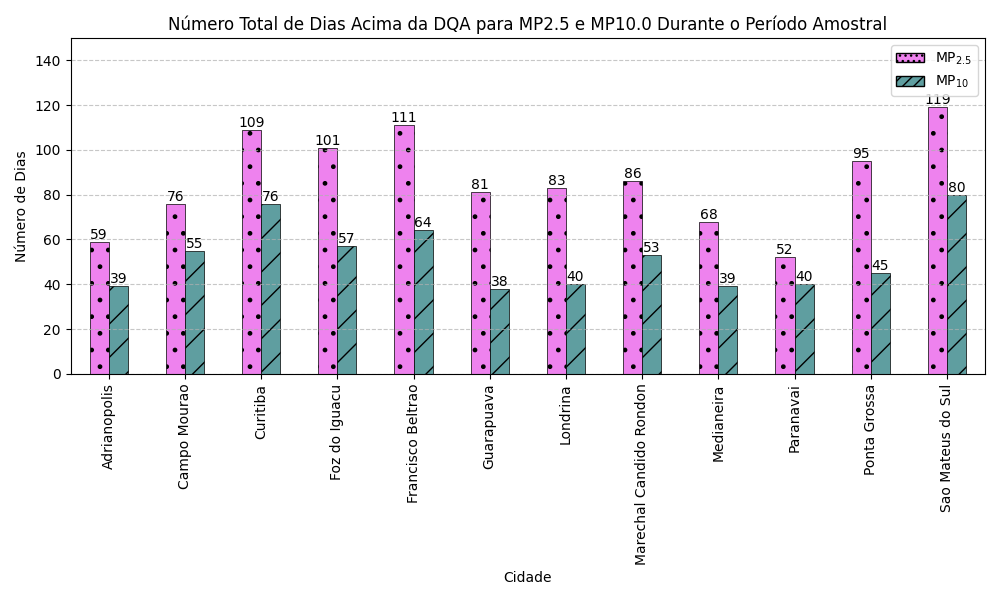 Número Total de Dias Acima da DQA para MP2.5 e MP10.0 Durante o Período Amostral
MP2.5
MP10
Número de Dias
140
120
100
80
60
40
20
0
59
39
76
55
109
76
101
57
111
64
81
38
83
40
86
53
68
39
52
40
95
45
119
80
Adrianopolis
Campo Mourao
Curitiba
Foz do Iguacu
Francisco Beltrao
Guarapuava
Londrina
Marechal Candido Rondon
Medianeira
Paranavai
Ponta Grossa
Sao Mateus do Sul
Cidade